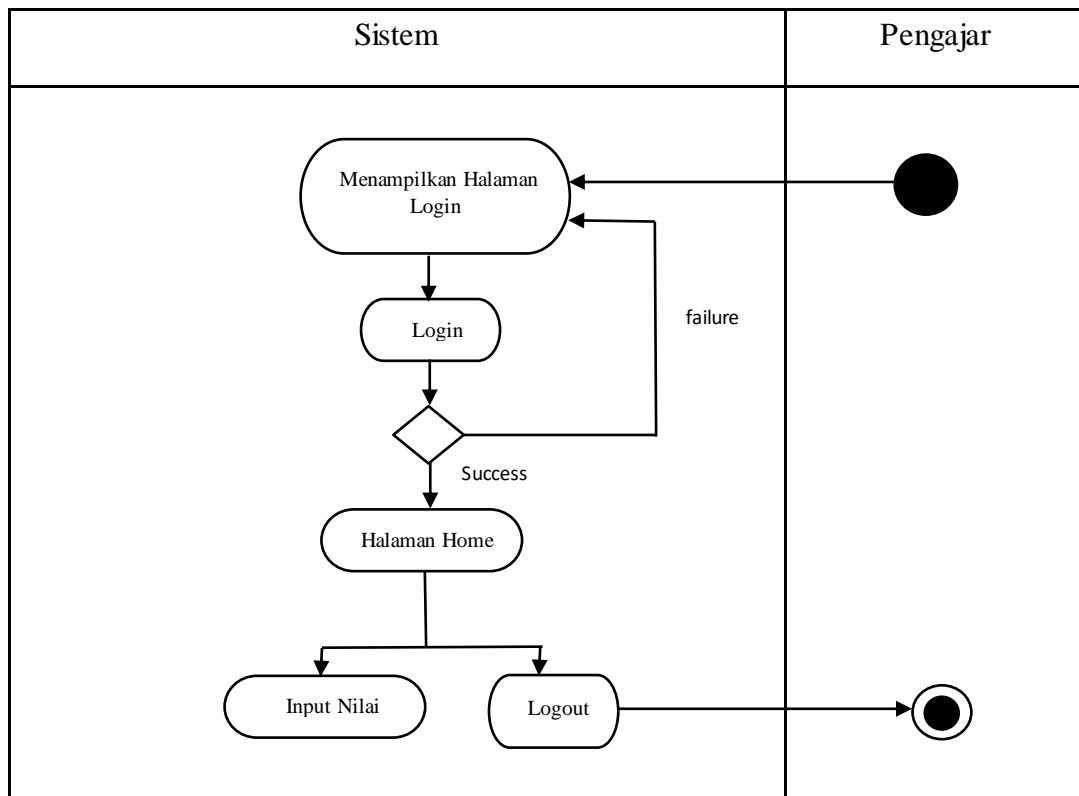 Sistem
Pengajar
Menampilkan Halaman
Login
Login
failure
Success
Halaman Home
Input Nilai
Logout